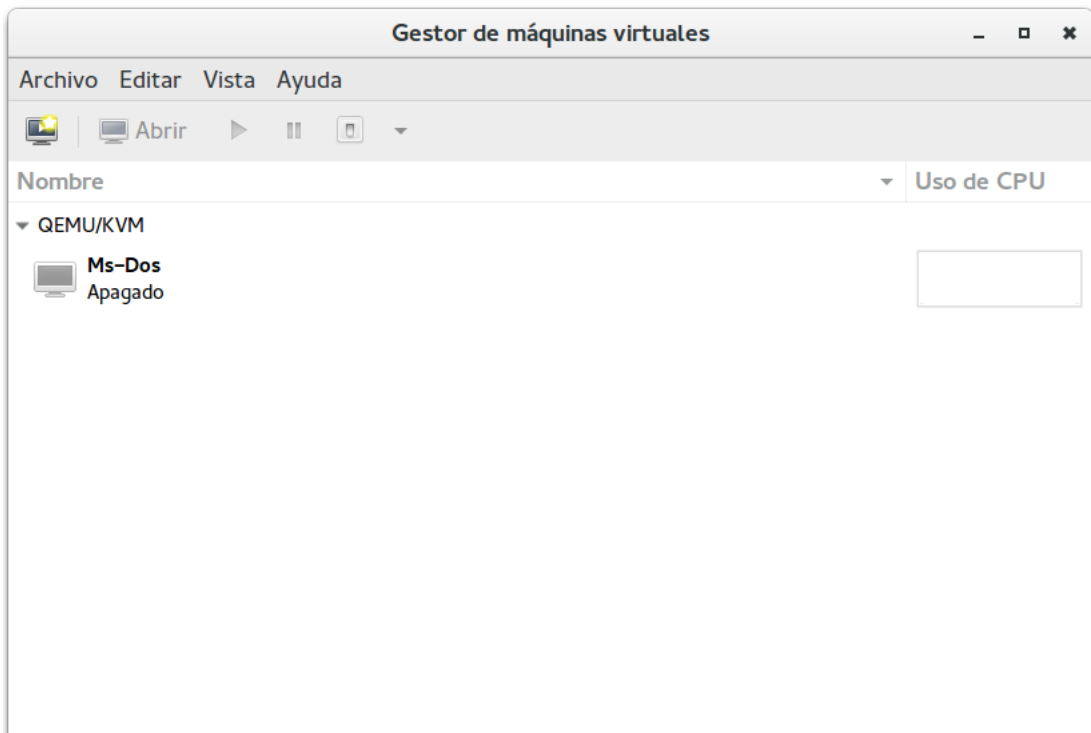 Gestor de máquinas virtuales
Archivo Editar Vista Ayuda
Abrir
Nombre Uso de CPU
QEMU/KVM
Ms-Dos
Apagado